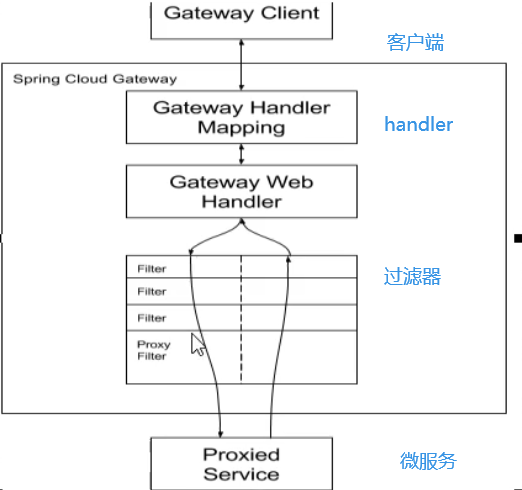 Gateway Client
客户端
Spring Cloud Gateway
Gateway Handler
Mapping
handler
Gateway Web
Handler
Filter
过滤器
Filter
Filter
Proxy
Filter
Proxied
Service
微服务